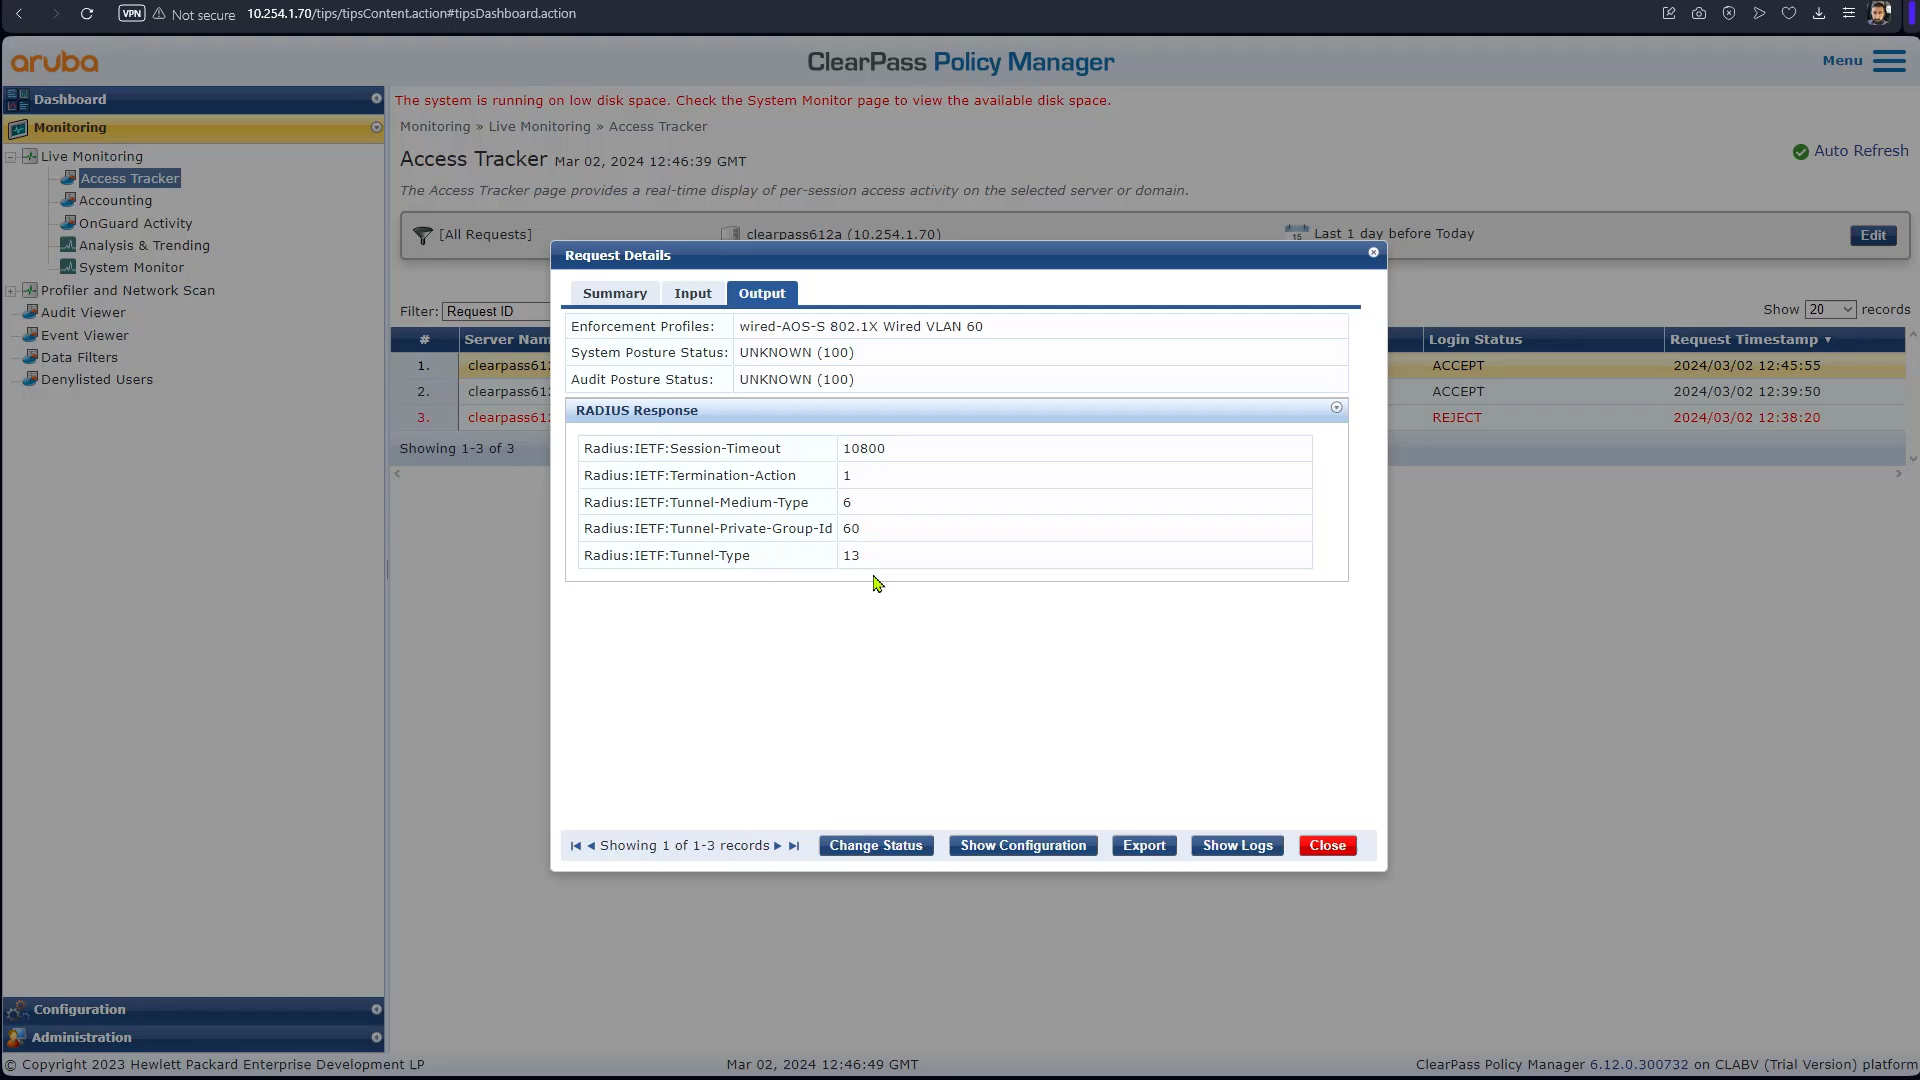 VPN Not secure 10.254.1.70/tips/tipsContent.action#tipsDashboard.action
aruba
ClearPass Policy Manager
Menu
Dashboard
Monitoring
Live Monitoring
Access Tracker
Accounting
OnGuard Activity
Analysis & Trending
System Monitor
Profiler and Network Scan
Audit Viewer
Event Viewer
Data Filters
Denylisted Users
Configuration
Administration
The system is running on low disk space. Check the System Monitor page to view the available disk space.
Monitoring » Live Monitoring » Access Tracker
Access Tracker Mar 02, 2024 12:46:39 GMT
Auto Refresh
The Access Tracker page provides a real-time display of per-session access activity on the selected server or domain.
[All Requests] clearpass612a (10.254.1.70) 15 Last 1 day before Today Edit
Filter: Request ID Show 20 records
# Server Nam Login Status Request Timestamp ▼
1. clearpass612 ACCEPT 2024/03/02 12:45:55
2. clearpass612 ACCEPT 2024/03/02 12:39:50
3. clearpass612 REJECT 2024/03/02 12:38:20
Showing 1-3 of 3
Request Details
Summary Input Output
Enforcement Profiles: wired-AOS-S 802.1X Wired VLAN 60
System Posture Status: UNKNOWN (100)
Audit Posture Status: UNKNOWN (100)
RADIUS Response
Radius:IETF:Session-Timeout 10800
Radius:IETF:Termination-Action 1
Radius:IETF:Tunnel-Medium-Type 6
Radius:IETF:Tunnel-Private-Group-Id 60
Radius:IETF:Tunnel-Type 13
Showing 1 of 1-3 records Change Status Show Configuration Export Show Logs Close
© Copyright 2023 Hewlett Packard Enterprise Development LP Mar 02, 2024 12:46:49 GMT ClearPass Policy Manager 6.12.0.300732 on CLABV (Trial Version) platform